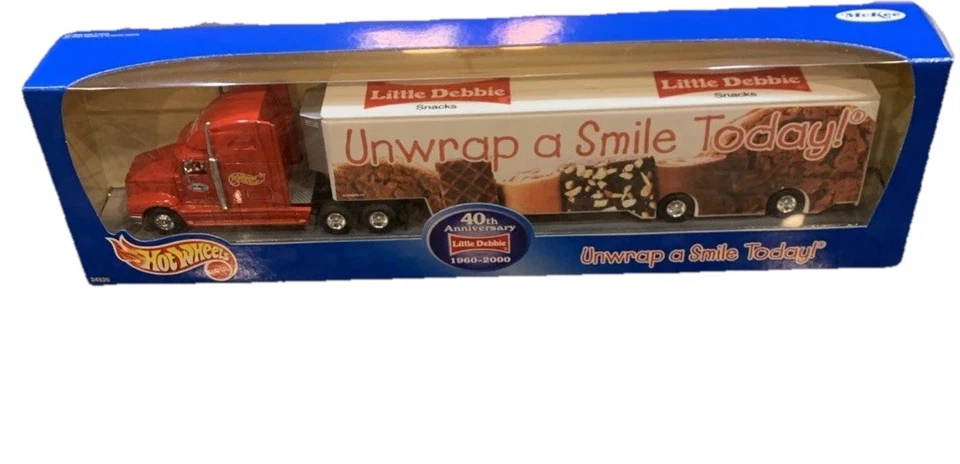 McKee
Little Debbie
Snacks
Little Debbie
Snacks
Unwrap a Smile Today!®
HOT WHEELS
40th
Anniversary
Little Debbie
1960-2000
Unwrap a Smile Today!®